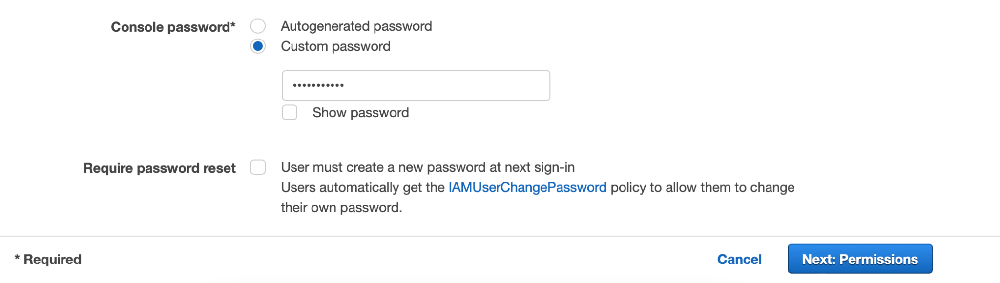 Console password*
Autogenerated password
Custom password
•••••••••••
Show password
Require password reset
User must create a new password at next sign-in
Users automatically get the IAMUserChangePassword policy to allow them to change
their own password.
* Required
Cancel
Next: Permissions